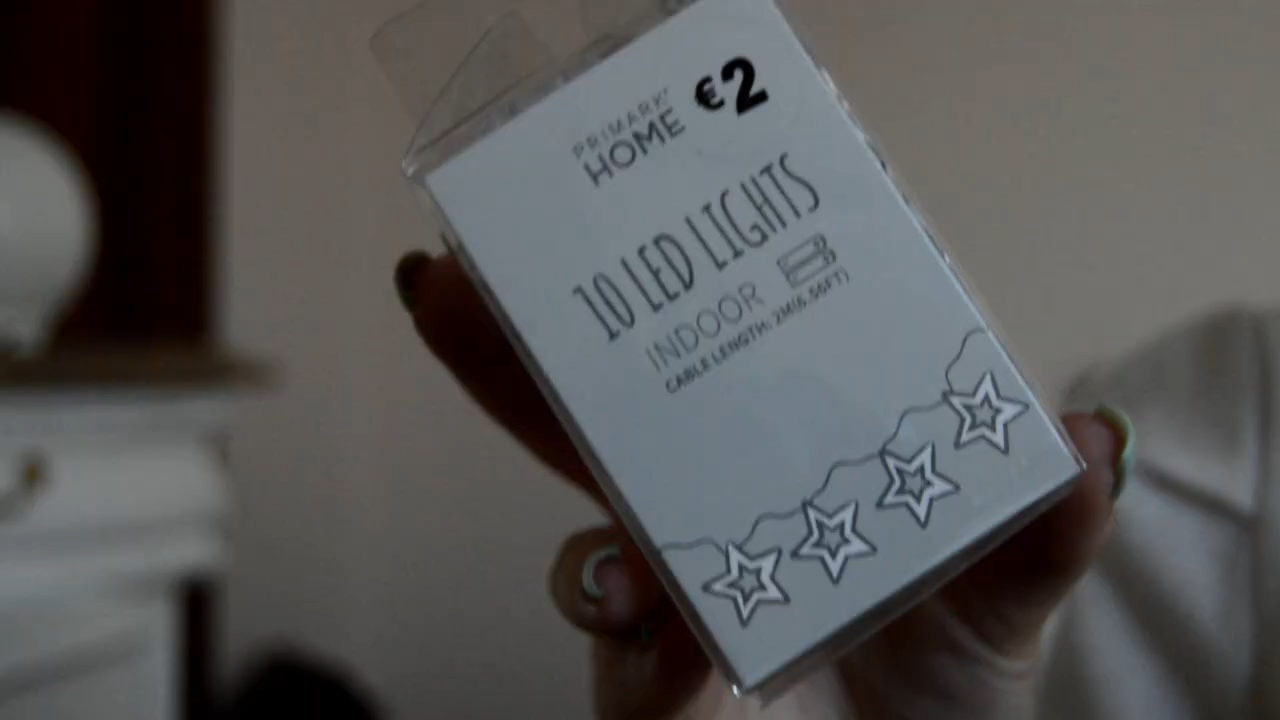 €2
PRIMARK®
HOME
10 LED LIGHTS
INDOOR
CABLE LENGTH: 2M(6.56FT)